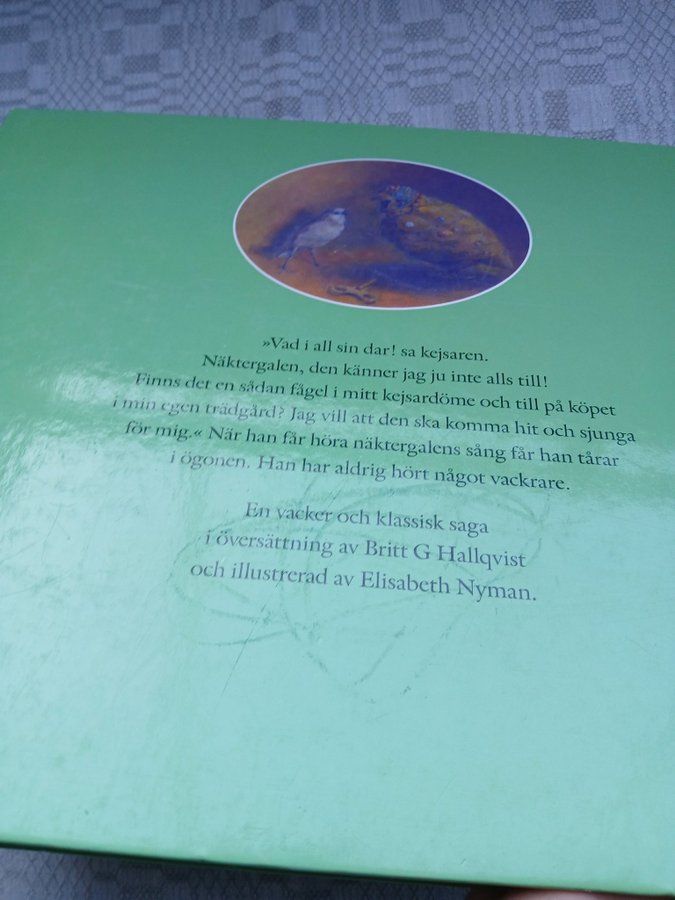 »Vad i all sin dar! sa kejsaren.
Näktergalen, den känner jag ju inte alls till!
Finns det en sådan fågel i mitt kejsardöme och till på köpet
i min egen trädgård? Jag vill att den ska komma hit och sjunga
för mig.« När han får höra näktergalens sång får han tårar
i ögonen. Han har aldrig hört något vackrare.
En vacker och klassisk saga
i översättning av Britt G Hallqvist
och illustrerad av Elisabeth Nyman.